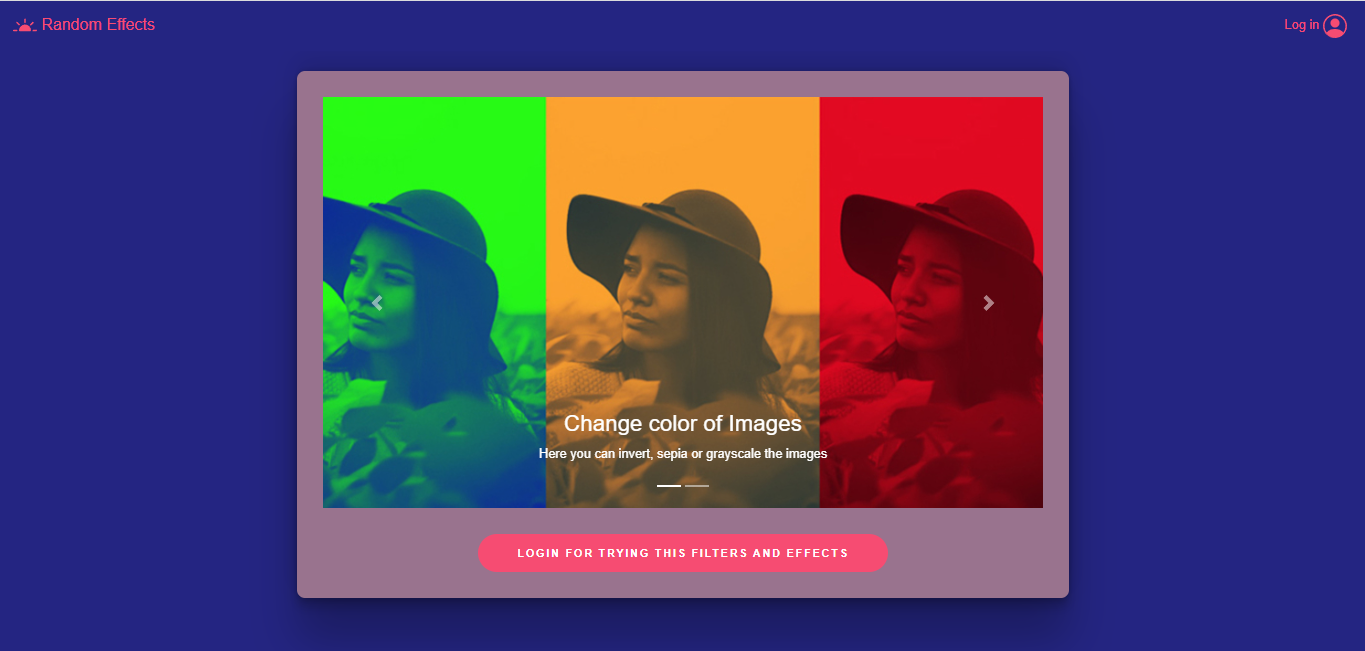 Random Effects
Log in
Change color of Images
Here you can invert, sepia or grayscale the images
LOGIN FOR TRYING THIS FILTERS AND EFFECTS